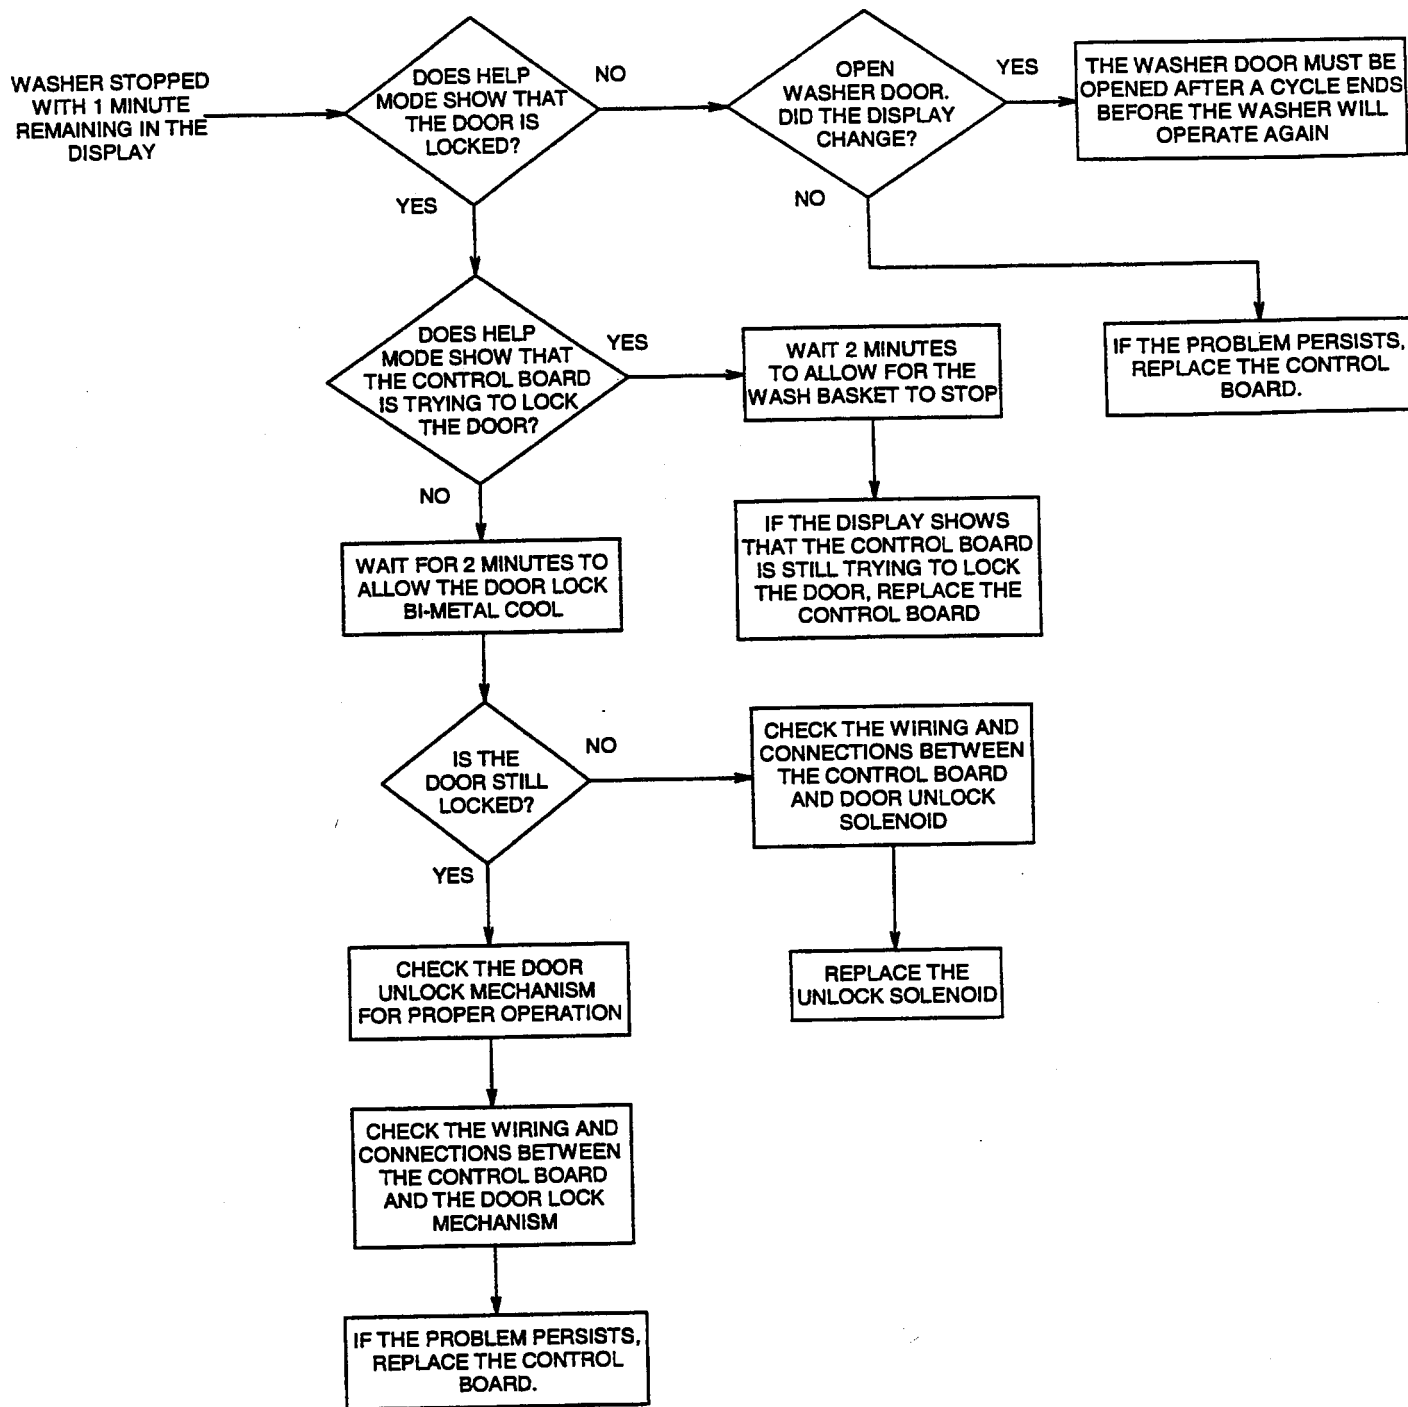 WASHER STOPPED
WITH 1 MINUTE
REMAINING IN THE
DISPLAY
DOES HELP
MODE SHOW THAT
THE DOOR IS
LOCKED?
NO
YES
OPEN
WASHER DOOR.
DID THE DISPLAY
CHANGE?
YES
NO
THE WASHER DOOR MUST BE
OPENED AFTER A CYCLE ENDS
BEFORE THE WASHER WILL
OPERATE AGAIN
IF THE PROBLEM PERSISTS,
REPLACE THE CONTROL
BOARD.
DOES HELP
MODE SHOW THAT
THE CONTROL BOARD
IS TRYING TO LOCK
THE DOOR?
YES
NO
WAIT 2 MINUTES
TO ALLOW FOR THE
WASH BASKET TO STOP
IF THE DISPLAY SHOWS
THAT THE CONTROL BOARD
IS STILL TRYING TO LOCK
THE DOOR, REPLACE THE
CONTROL BOARD
WAIT FOR 2 MINUTES TO
ALLOW THE DOOR LOCK
BI-METAL COOL
IS THE
DOOR STILL
LOCKED?
NO
YES
CHECK THE WIRING AND
CONNECTIONS BETWEEN
THE CONTROL BOARD
AND DOOR UNLOCK
SOLENOID
REPLACE THE
UNLOCK SOLENOID
CHECK THE DOOR
UNLOCK MECHANISM
FOR PROPER OPERATION
CHECK THE WIRING AND
CONNECTIONS BETWEEN
THE CONTROL BOARD
AND THE DOOR LOCK
MECHANISM
IF THE PROBLEM PERSISTS,
REPLACE THE CONTROL
BOARD.